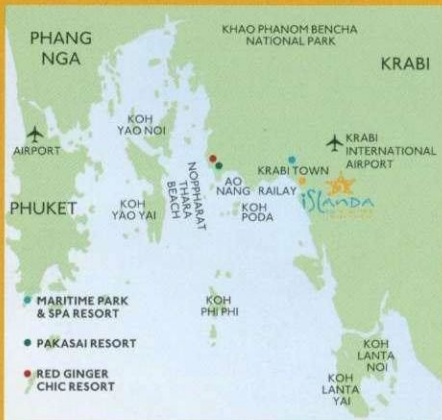 PHANG
NGA
KHAO PHANOM BENCHA
NATIONAL PARK
KRABI
KOH
YAO NOI
AIRPORT
KRABI
INTERNATIONAL
AIRPORT
KRABI TOWN
NOPPHARAT
THARA
BEACH
AO
NANG
RAILAY
PHUKET
KOH
YAO YAI
KOH
PODA
iSLANDA
MARITIME PARK
& SPA RESORT
KOH
PHI PHI
PAKASAI RESORT
RED GINGER
CHIC RESORT
KOH
LANTA
NOI
KOH
LANTA
YAI